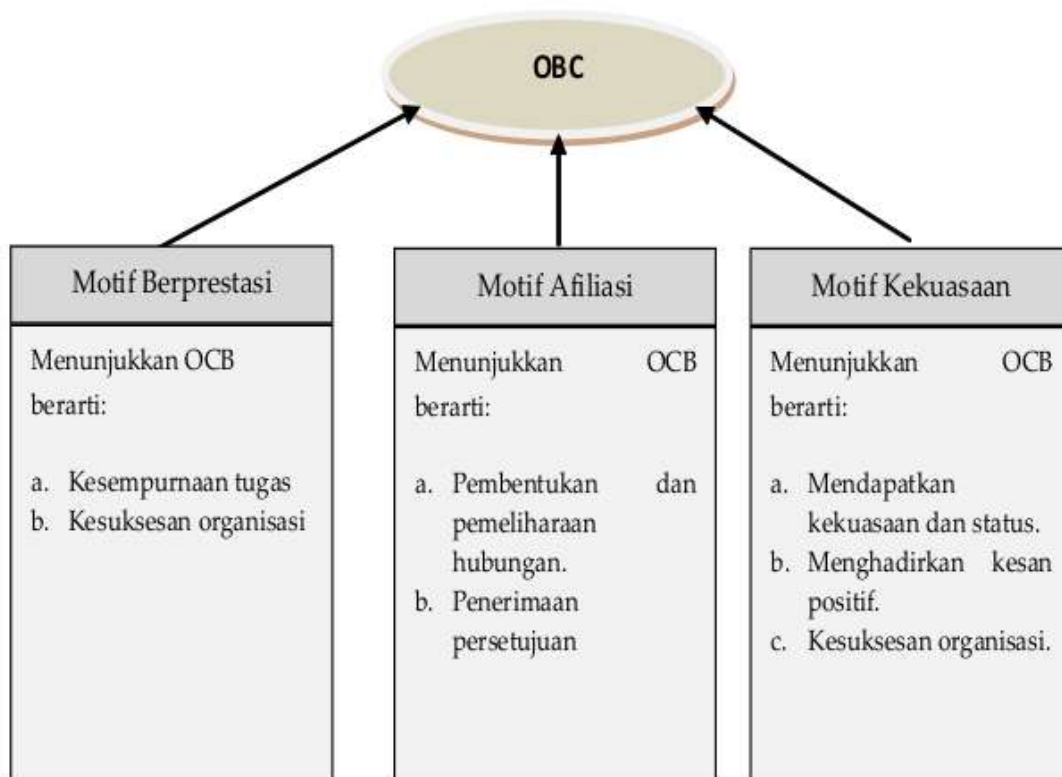 OBC
Motif Berprestasi
Menunjukkan OCB
berarti:
a. Kesempurnaan tugas
b. Kesuksesan organisasi
Motif Afiliasi
Menunjukkan OCB
berarti:
a. Pembentukan dan
pemeliharaan
hubungan.
b. Penerimaan
persetujuan
Motif Kekuasaan
Menunjukkan OCB
berarti:
a. Mendapatkan
kekuasaan dan status.
b. Menghadirkan kesan
positif.
c. Kesuksesan organisasi.